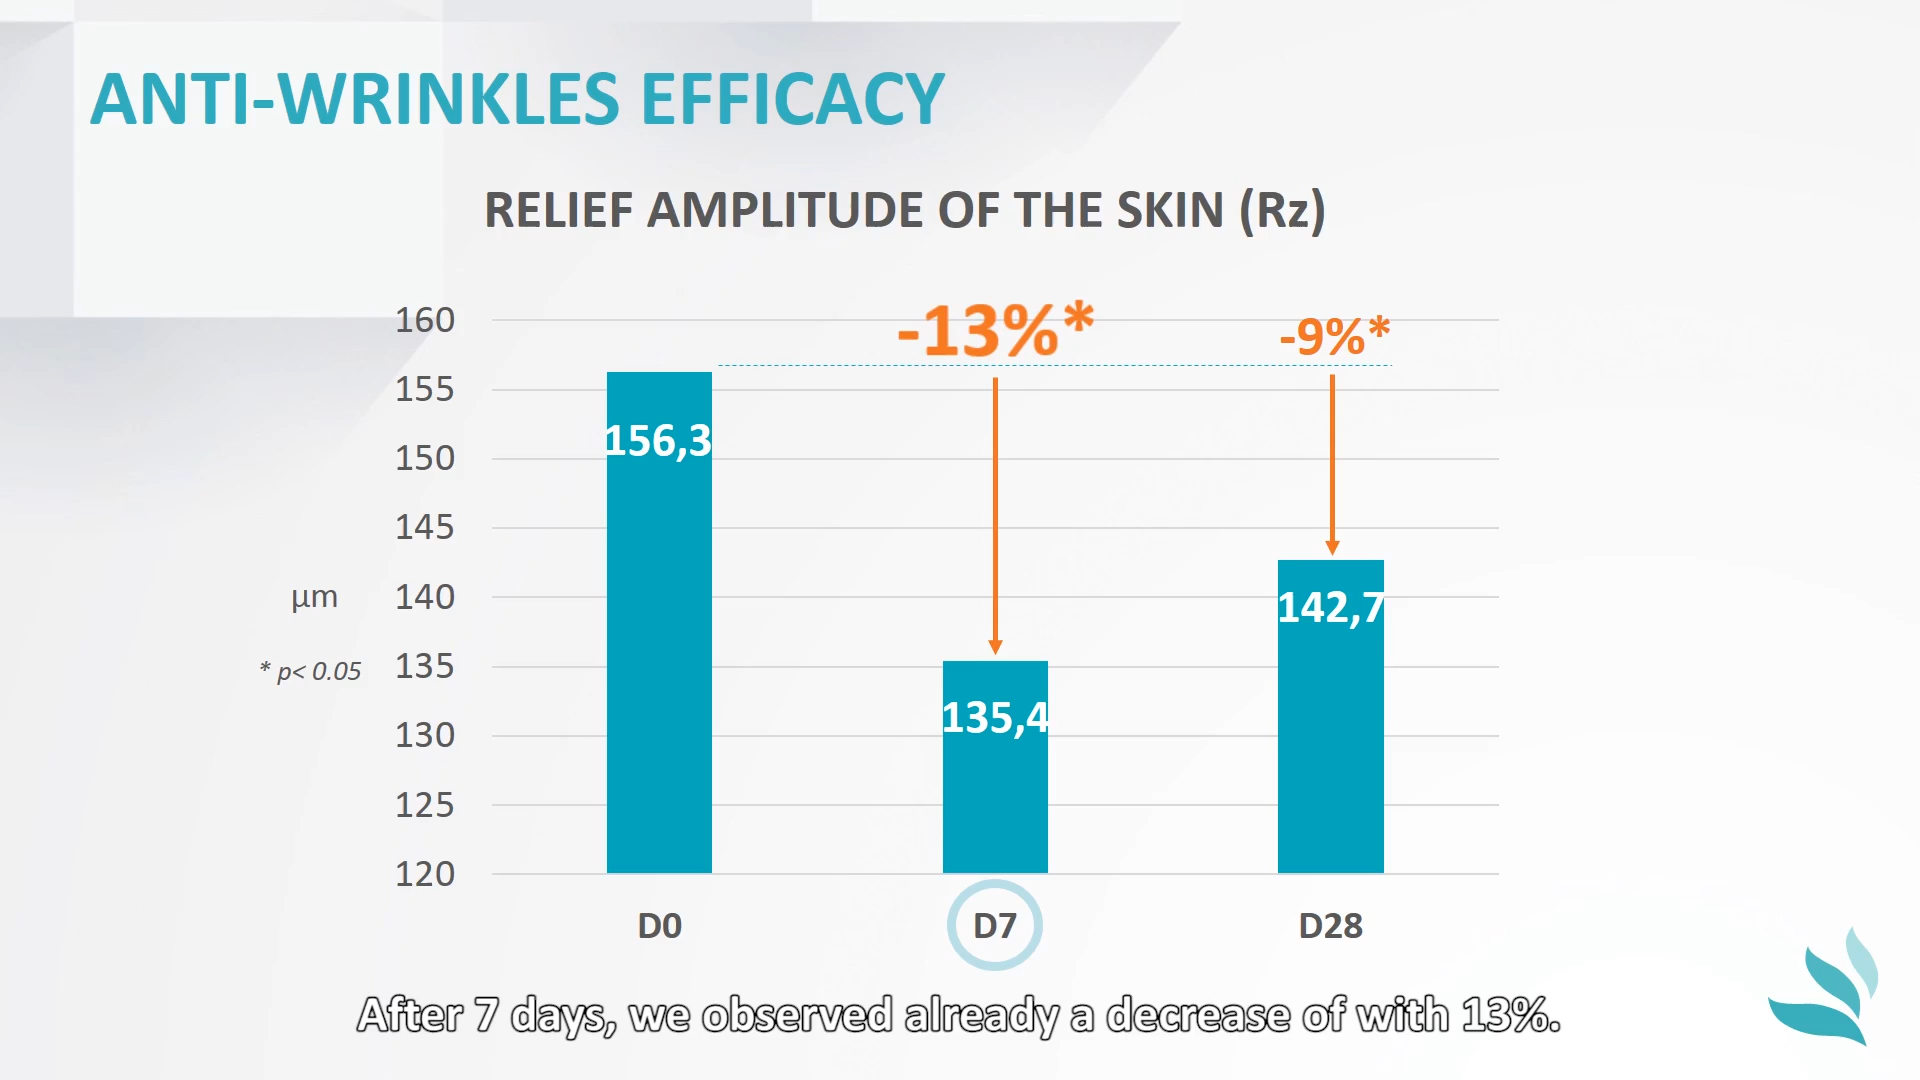 ANTI-WRINKLES EFFICACY
RELIEF AMPLITUDE OF THE SKIN (Rz)
160
155
150
145
140
135
130
125
120
µm
* p< 0.05
-13%*
-9%*
156,3
135,4
142,7
D0
D7
D28
After 7 days, we observed already a decrease of with 13%.